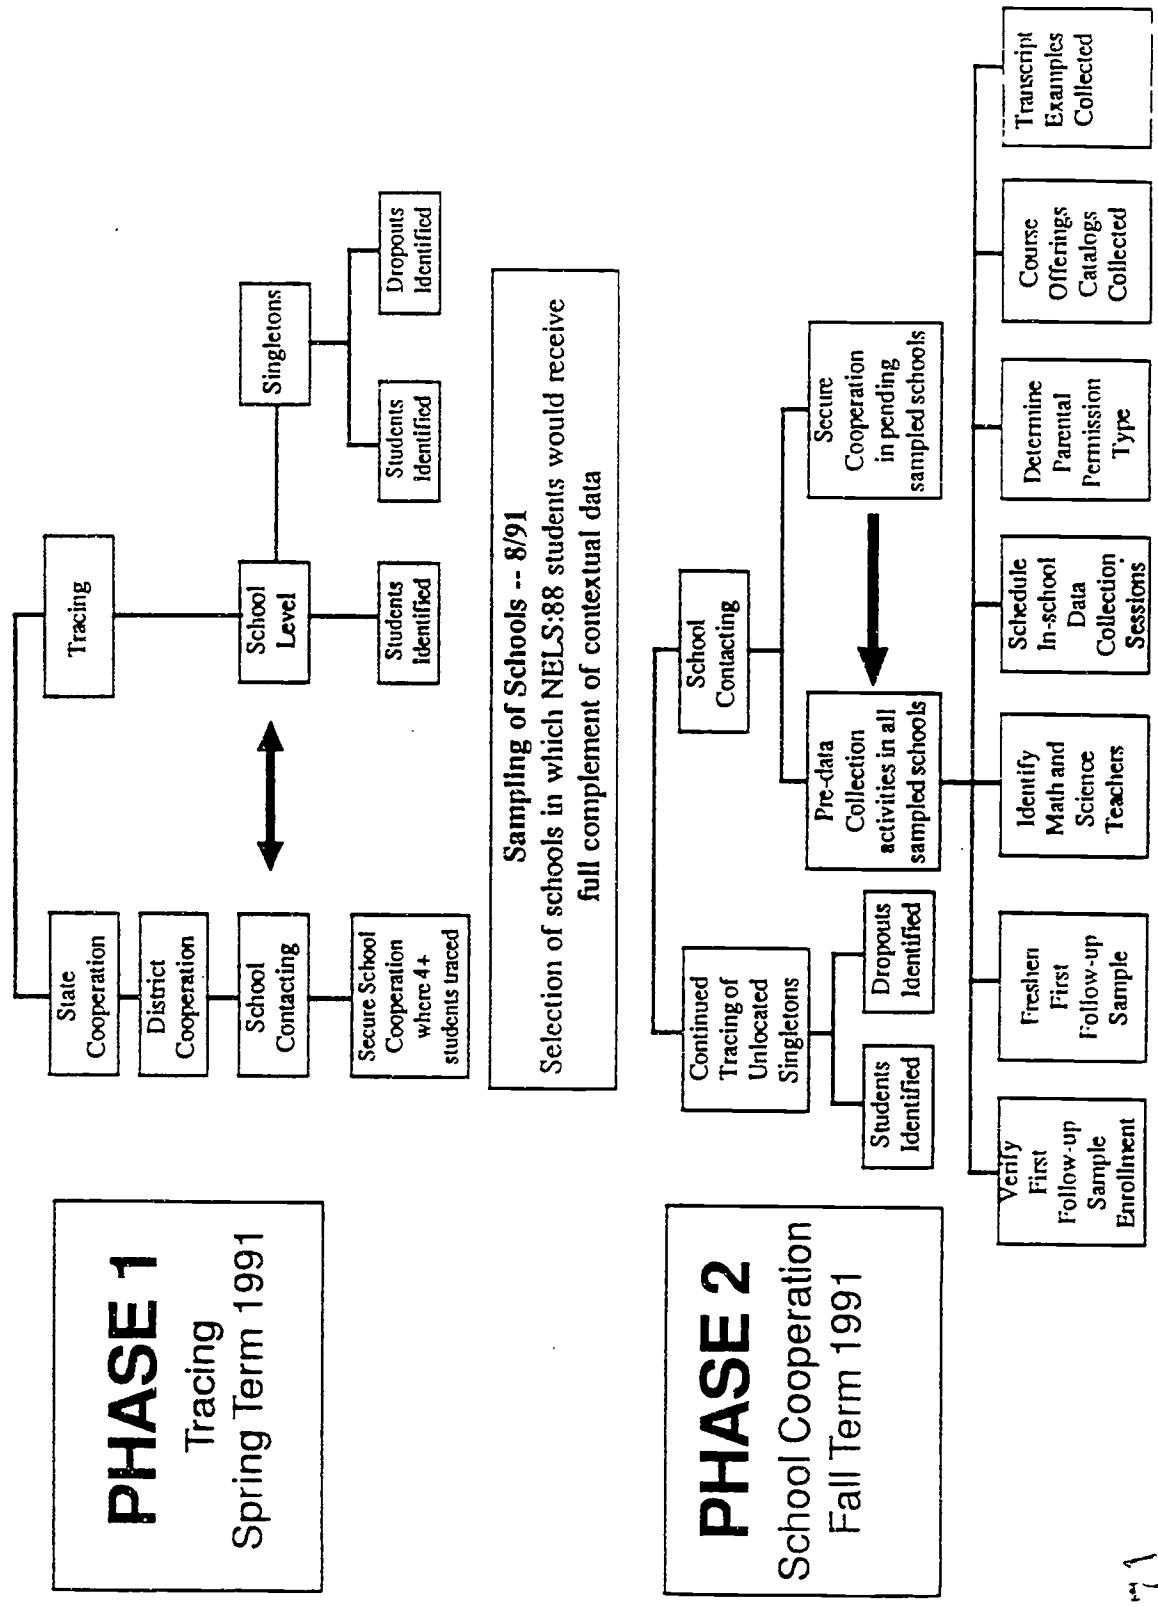 PHASE 1
Tracing
Spring Term 1991
State
Cooperation
District
Cooperation
School
Contacting
Secure School
Cooperation
where 4+
students traced
Tracing
School
Level
Students
Identified
Singletons
Students
Identified
Dropouts
Identified
Sampling of Schools -- 8/91
Selection of schools in which NELS:88 students would receive
full complement of contextual data
PHASE 2
School Cooperation
Fall Term 1991
Continued
Tracing of
Unlocated
Singletons
Students
Identified
Dropouts
Identified
School
Contacting
Pre-data
Collection
activities in all
sampled schools
Secure
Cooperation
in pending
sampled schools
Verify
First
Follow-up
Sample
Enrollment
Freshen
First
Follow-up
Sample
Identify
Math and
Science
Teachers
Schedule
In-school
Data
Collection
Sessions
Determine
Parental
Permission
Type
Course
Offerings
Catalogs
Collected
Transcript
Examples
Collected